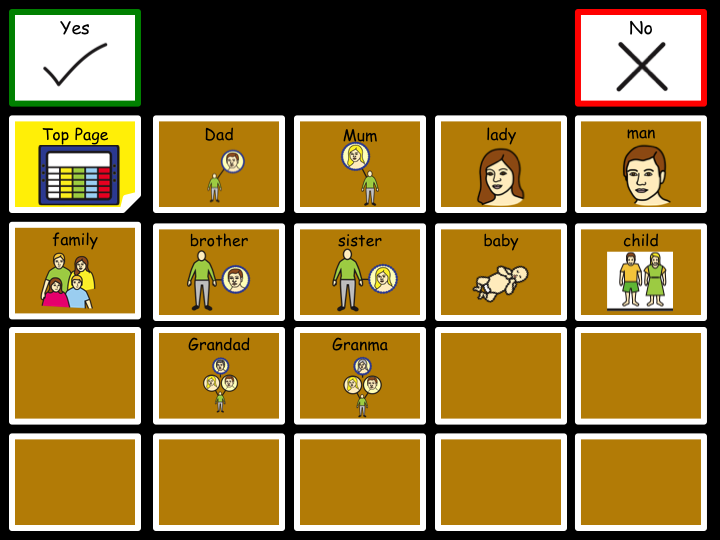 Yes
No
Top Page
Dad
Mum
lady
man
family
brother
sister
baby
child
Grandad
Granma